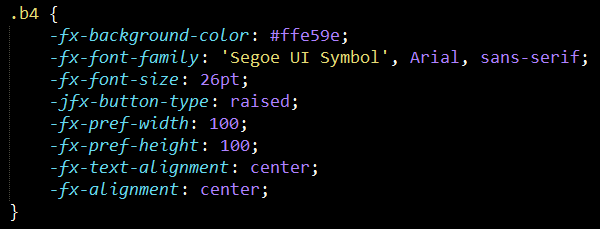 .b4 {
-fx-background-color: #ffe59e;
-fx-font-family: 'Segoe UI Symbol', Arial, sans-serif;
-fx-font-size: 26pt;
-jfx-button-type: raised;
-fx-pref-width: 100;
-fx-pref-height: 100;
-fx-text-alignment: center;
-fx-alignment: center;
}